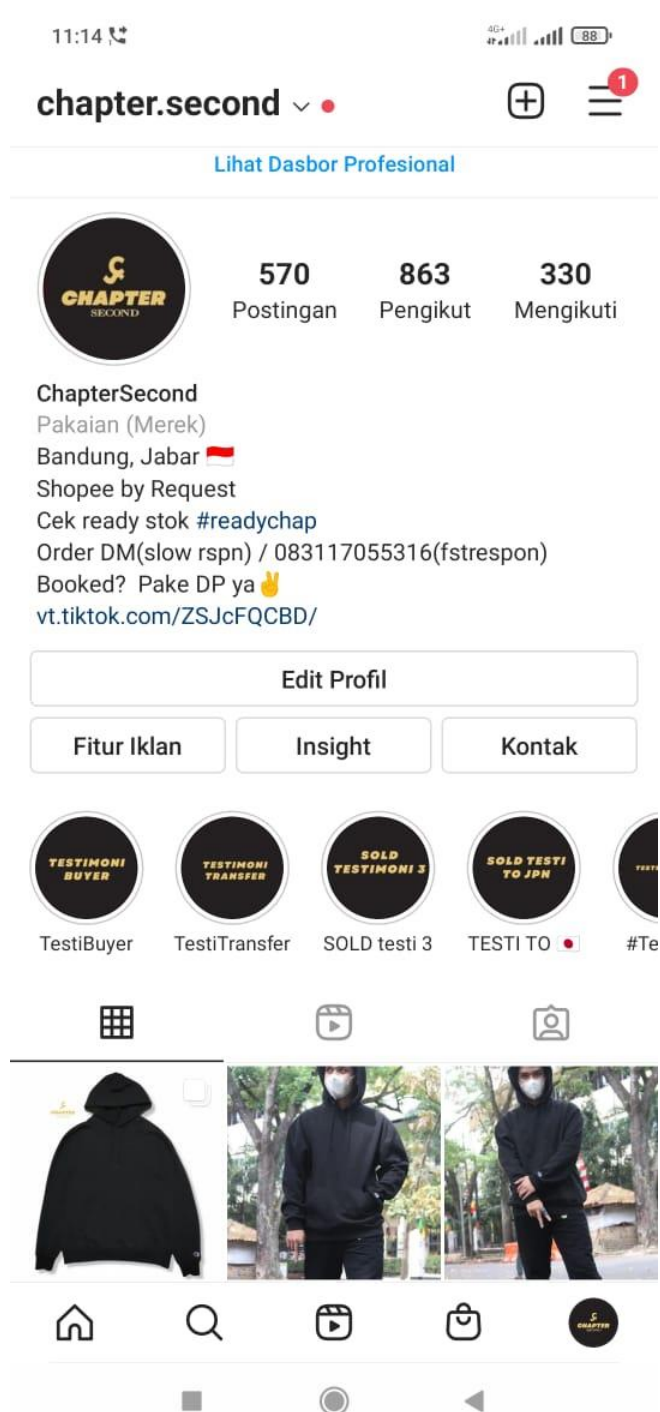 11:14
4G+
88
chapter.second
1
Lihat Dasbor Profesional
CHAPTER
SECOND
570
Postingan
863
Pengikut
330
Mengikuti
ChapterSecond
Pakaian (Merek)
Bandung, Jabar 🇮🇩
Shopee by Request
Cek ready stok #readychap
Order DM(slow rspn) / 083117055316(fstrespon)
Booked?  Pake DP ya✌️
vt.tiktok.com/ZSJcFQCBD/
Edit Profil
Fitur Iklan
Insight
Kontak
TESTIMONI
BUYER
TESTIMONI
TRANSFER
SOLD
TESTIMONI 3
SOLD TESTI
TO JPN
TestiBuyer
TestiTransfer
SOLD testi 3
TESTI TO 🇯🇵
#Te
CHAPTER
CHAPTER